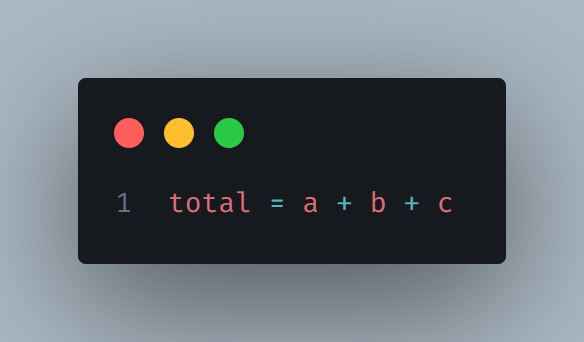 1 total = a + b + c